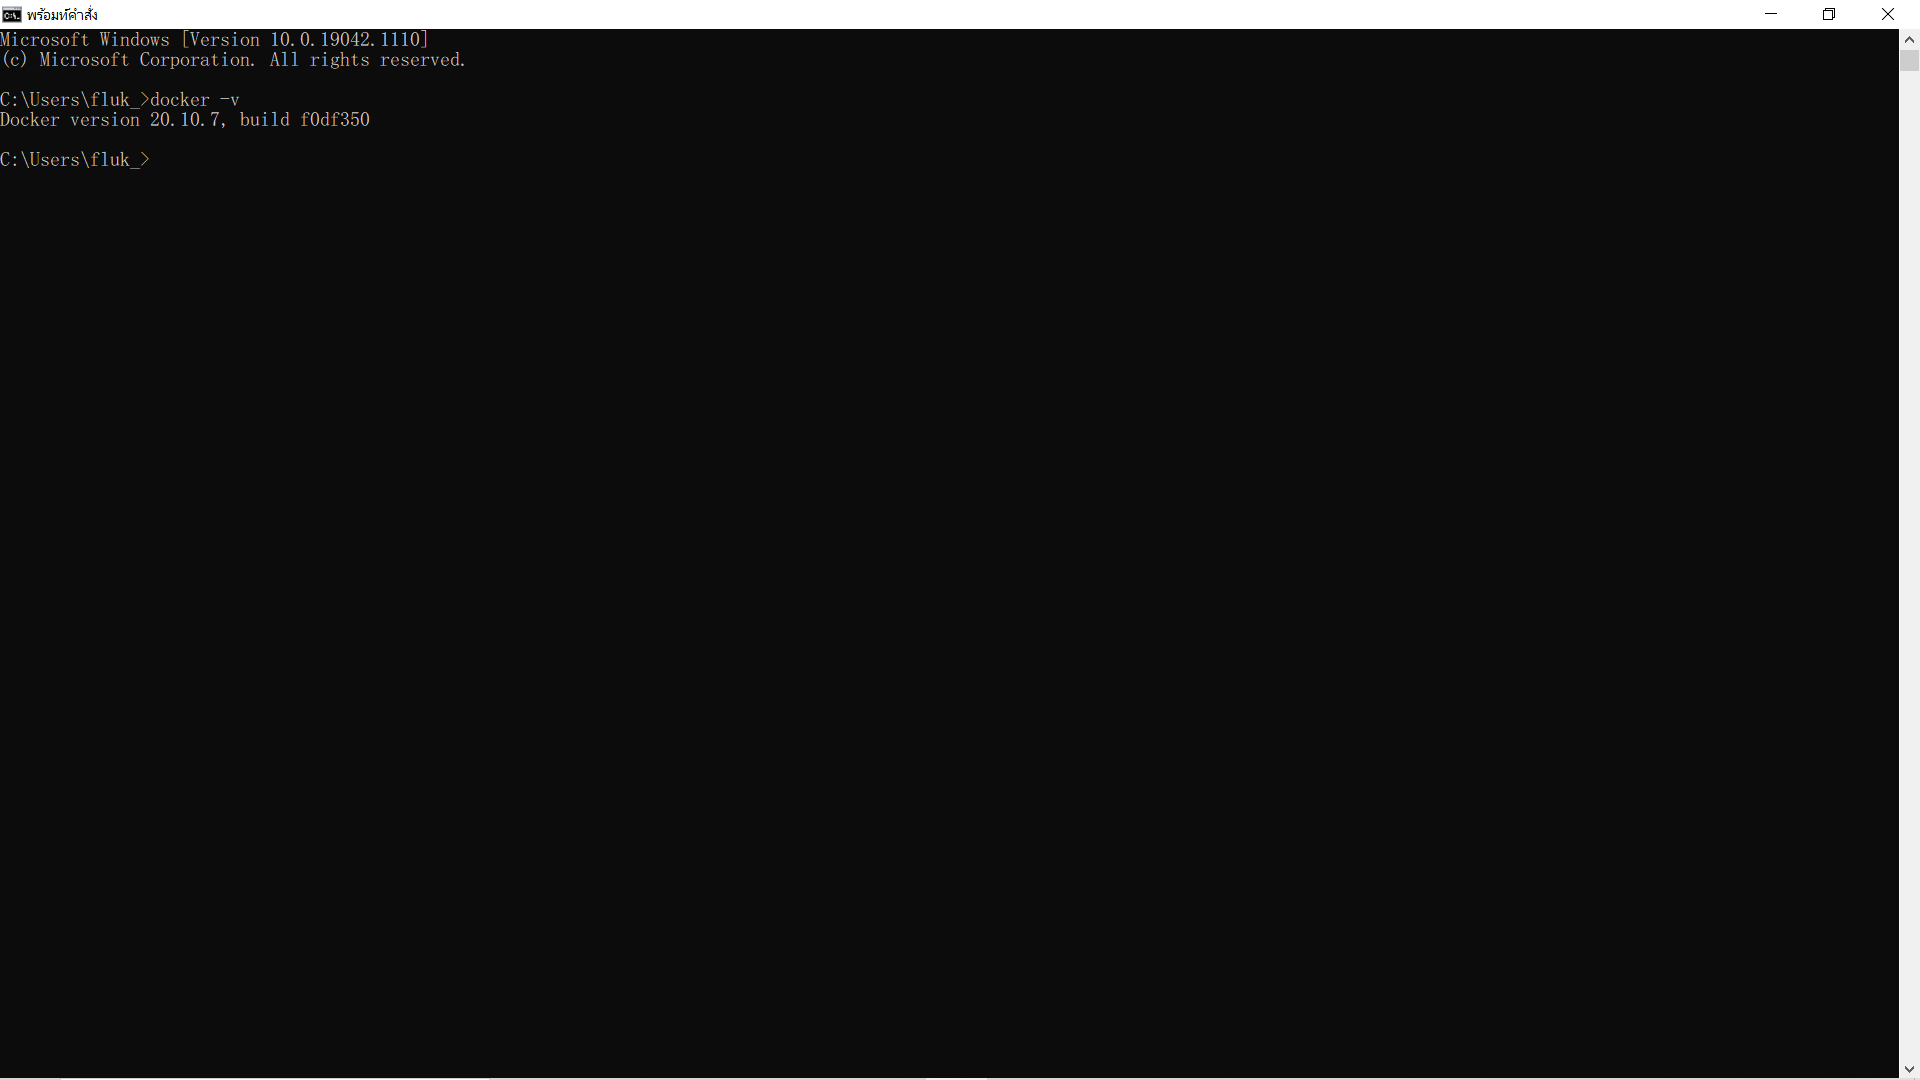 พร้อมท์คำสั่ง
Microsoft Windows [Version 10.0.19042.1110]
(c) Microsoft Corporation. All rights reserved.
C:\Users\fluk_>docker -v
Docker version 20.10.7, build f0df350
C:\Users\fluk_>